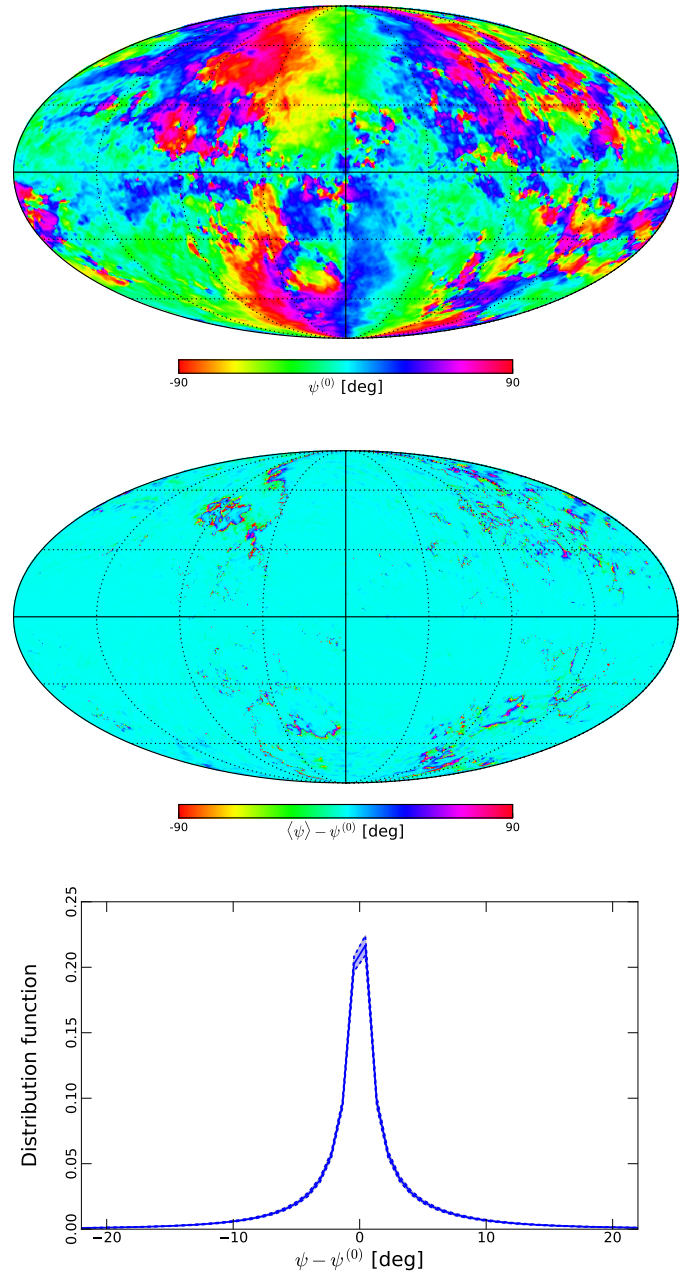 -90 90
ψ⁽⁰⁾ [deg]
-90 90
⟨ψ⟩ − ψ⁽⁰⁾ [deg]
0.25
0.20
0.15
0.10
0.05
0.00
Distribution function
−20 −10 0 10 20
ψ − ψ⁽⁰⁾ [deg]